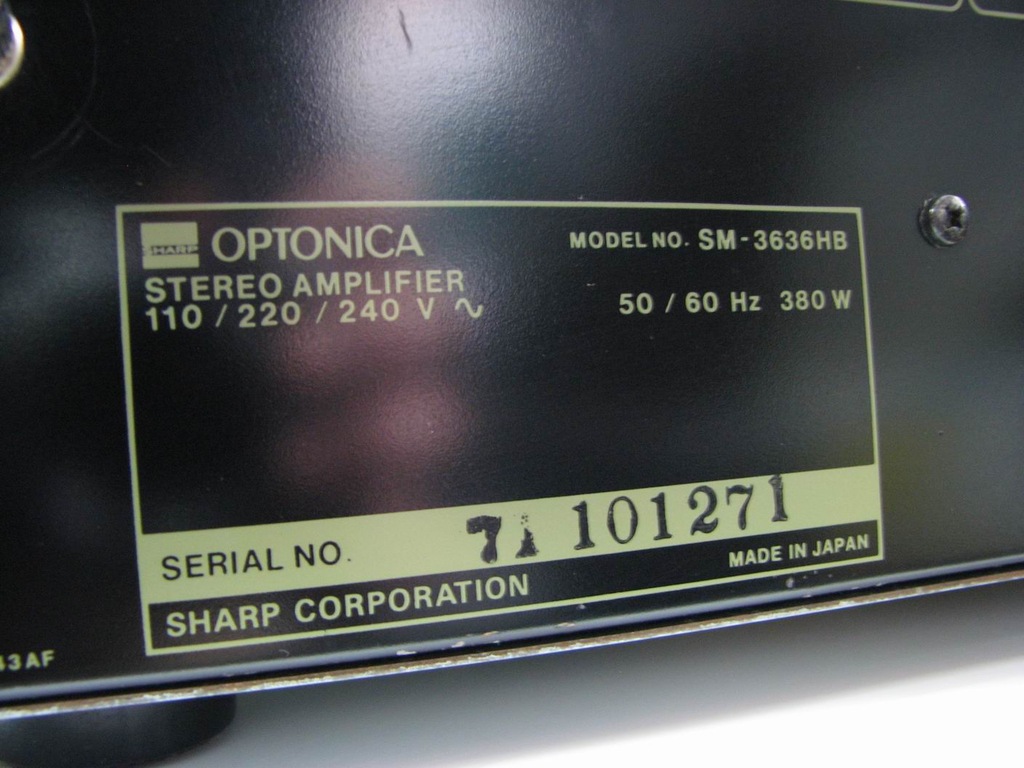 SHARP OPTONICA MODEL NO. SM-3636HB
STEREO AMPLIFIER
110 / 220 / 240 V ∿ 50 / 60 Hz 380 W
SERIAL NO. 101271
SHARP CORPORATION MADE IN JAPAN